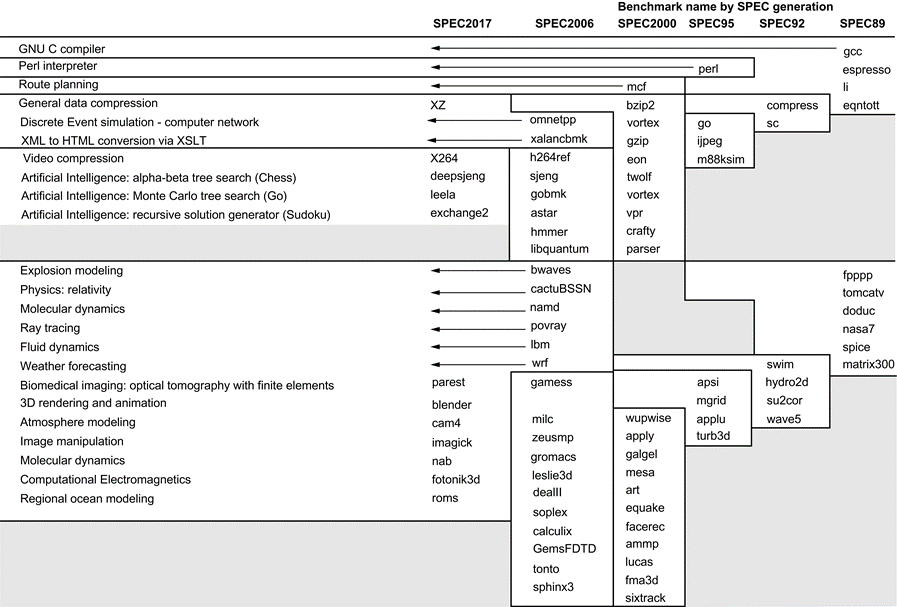 Benchmark name by SPEC generation
SPEC2017 SPEC2006 SPEC2000 SPEC95 SPEC92 SPEC89
GNU C compiler gcc
Perl interpreter perl espresso
Route planning mcf li
General data compression XZ bzip2 compress eqntott
Discrete Event simulation - computer network omnetpp vortex go sc
XML to HTML conversion via XSLT xalancbmk gzip ijpeg
Video compression X264 h264ref eon m88ksim
Artificial Intelligence: alpha-beta tree search (Chess) deepsjeng sjeng twolf
Artificial Intelligence: Monte Carlo tree search (Go) leela gobmk vortex
Artificial Intelligence: recursive solution generator (Sudoku) exchange2 astar vpr
hmmer crafty
libquantum parser
Explosion modeling bwaves fpppp
Physics: relativity cactuBSSN tomcatv
Molecular dynamics namd doduc
Ray tracing povray nasa7
Fluid dynamics lbm spice
Weather forecasting wrf swim matrix300
Biomedical imaging: optical tomography with finite elements parest gamess apsi hydro2d
3D rendering and animation blender mgrid su2cor
Atmosphere modeling cam4 milc wupwise applu wave5
Image manipulation imagick zeusmp apply turb3d
Molecular dynamics nab gromacs galgel
Computational Electromagnetics fotonik3d leslie3d mesa
Regional ocean modeling roms dealII art
soplex equake
calculix facerec
GemsFDTD ammp
tonto lucas
sphinx3 fma3d
sixtrack